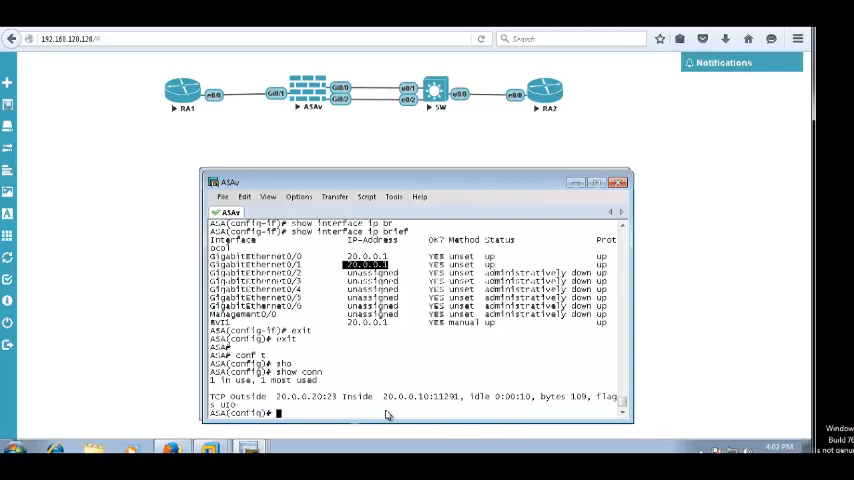 192.168.120.128/#
Search
Notifications
e0/0
Gi0/1
Gi0/0
Gi0/2
e0/1
e0/2
e0/0
e0/0
RA1
ASAv
SW
RA2
ASAv
File Edit View Options Transfer Script Tools Help
ASAv
ASA(config-if)# show interface ip br
ASA(config-if)# show interface ip brief
Interface IP-Address OK? Method Status Prot
ocol
GigabitEthernet0/0 20.0.0.1 YES unset up up
GigabitEthernet0/1 20.0.0.1 YES unset up up
GigabitEthernet0/2 unassigned YES unset administratively down up
GigabitEthernet0/3 unassigned YES unset administratively down up
GigabitEthernet0/4 unassigned YES unset administratively down up
GigabitEthernet0/5 unassigned YES unset administratively down up
GigabitEthernet0/6 unassigned YES unset administratively down up
Management0/0 unassigned YES unset administratively down up
BVI1 20.0.0.1 YES manual up up
ASA(config-if)# exit
ASA(config)# exit
ASA#
ASA# conf t
ASA(config)# sho
ASA(config)# show conn
1 in use, 1 most used
TCP Outside 20.0.0.20:23 Inside 20.0.0.10:11291, idle 0:00:10, bytes 109, flag
s UIO
ASA(config)#
Window
Build 76
s not genu
4:02 PM